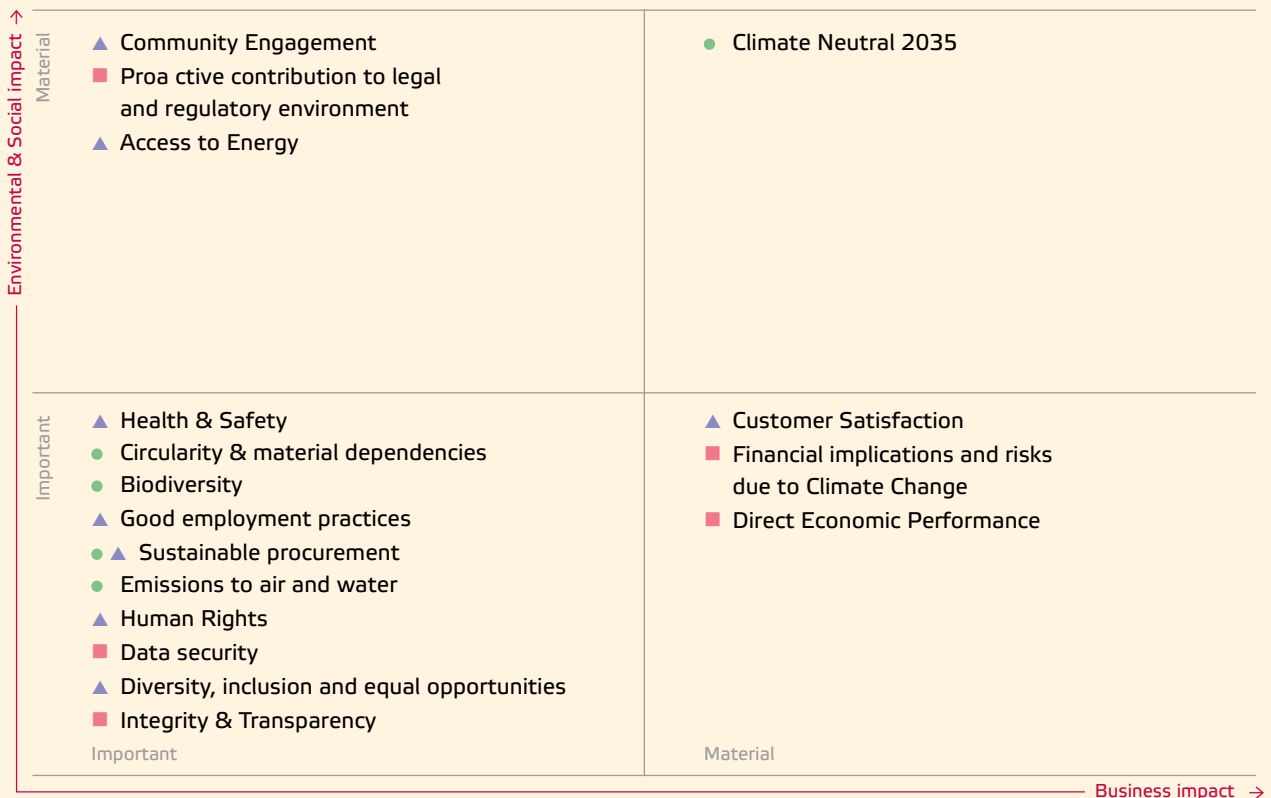 Environmental & Social impact →
Material
Community Engagement
Proa ctive contribution to legal
and regulatory environment
Access to Energy
Climate Neutral 2035
Important
Health & Safety
Circularity & material dependencies
Biodiversity
Good employment practices
Sustainable procurement
Emissions to air and water
Human Rights
Data security
Diversity, inclusion and equal opportunities
Integrity & Transparency
Important
Customer Satisfaction
Financial implications and risks
due to Climate Change
Direct Economic Performance
Material
Business impact →